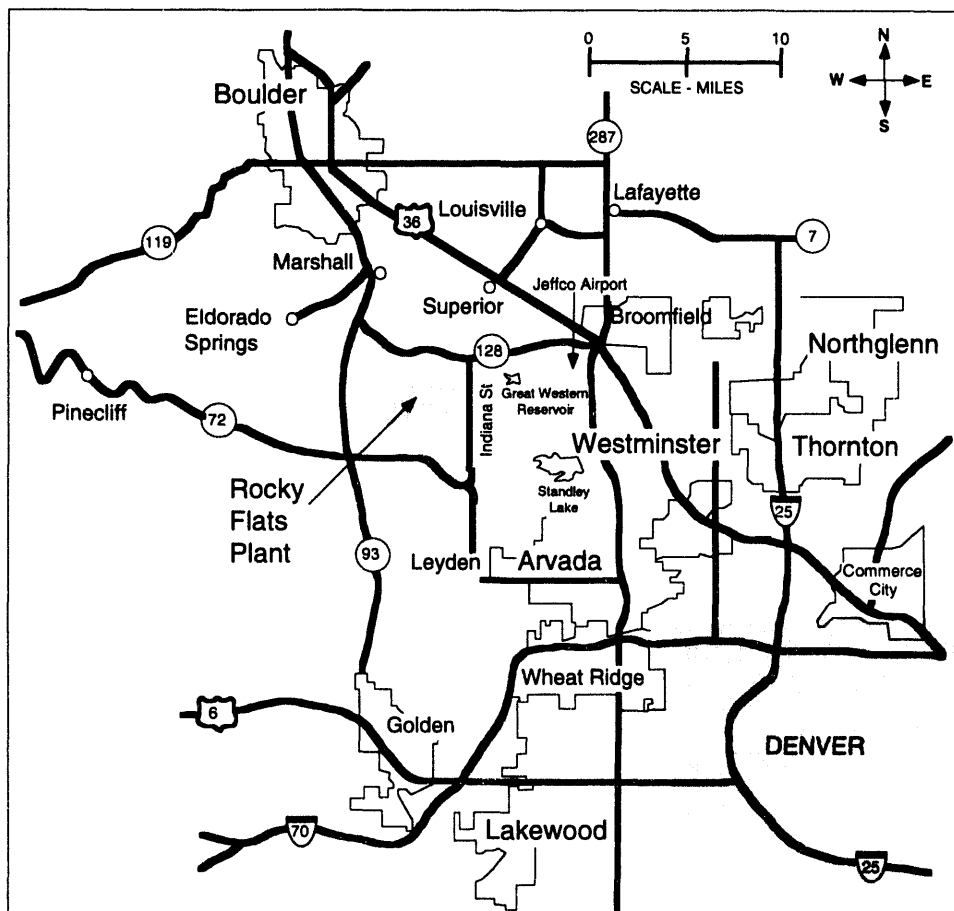 0 5 10
SCALE - MILES
N
W E
S
Boulder
287
Lafayette
Louisville
36
7
119
Marshall
Jeffco Airport
Superior
Eldorado
Springs
Broomfield
Northglenn
128
Great Western
Reservoir
Pinecliff
Indiana St
72
Westminster
Thornton
Rocky
Flats
Plant
Standley
Lake
25
93
Leyden
Arvada
Commerce
City
Wheat Ridge
6
Golden
DENVER
70
Lakewood
25